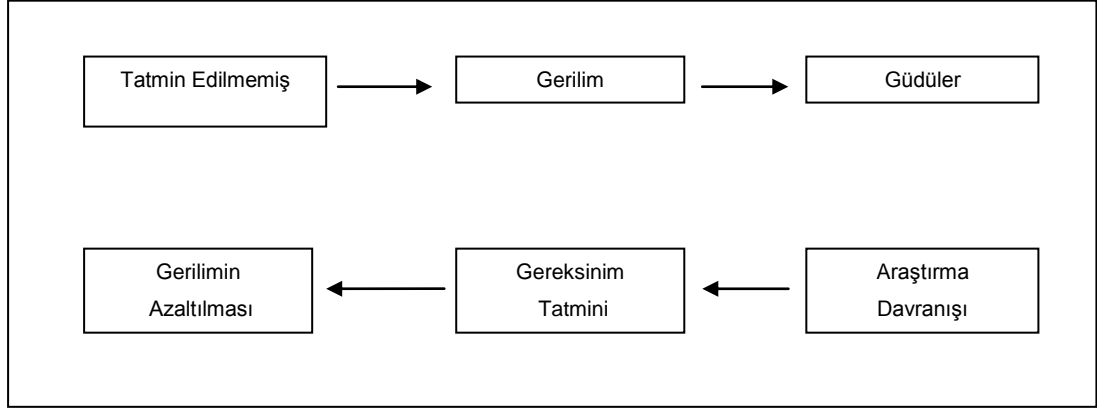 Tatmin Edilmemiş
Gerilim
Güdüler
Gerilimin
Azaltılması
Gereksinim
Tatmini
Araştırma
Davranışı